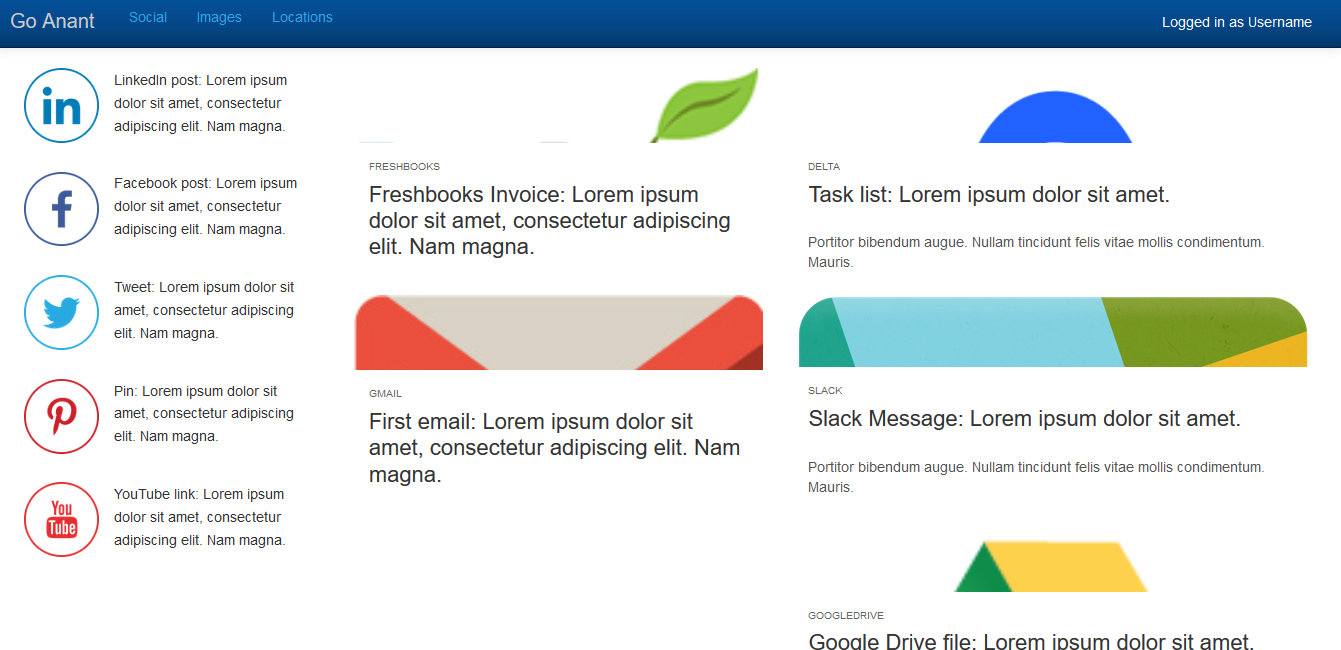 Go Anant
Social
Images
Locations
Logged in as Username
in
LinkedIn post: Lorem ipsum
dolor sit amet, consectetur
adipiscing elit. Nam magna.
f
Facebook post: Lorem ipsum
dolor sit amet, consectetur
adipiscing elit. Nam magna.
Tweet: Lorem ipsum dolor sit
amet, consectetur adipiscing
elit. Nam magna.
Pin: Lorem ipsum dolor sit
amet, consectetur adipiscing
elit. Nam magna.
You
Tube
YouTube link: Lorem ipsum
dolor sit amet, consectetur
adipiscing elit. Nam magna.
FRESHBOOKS
Freshbooks Invoice: Lorem ipsum
dolor sit amet, consectetur adipiscing
elit. Nam magna.
GMAIL
First email: Lorem ipsum dolor sit
amet, consectetur adipiscing elit. Nam
magna.
DELTA
Task list: Lorem ipsum dolor sit amet.
Portitor bibendum augue. Nullam tincidunt felis vitae mollis condimentum.
Mauris.
SLACK
Slack Message: Lorem ipsum dolor sit amet.
Portitor bibendum augue. Nullam tincidunt felis vitae mollis condimentum.
Mauris.
GOOGLEDRIVE
Google Drive file: Lorem ipsum dolor sit amet.